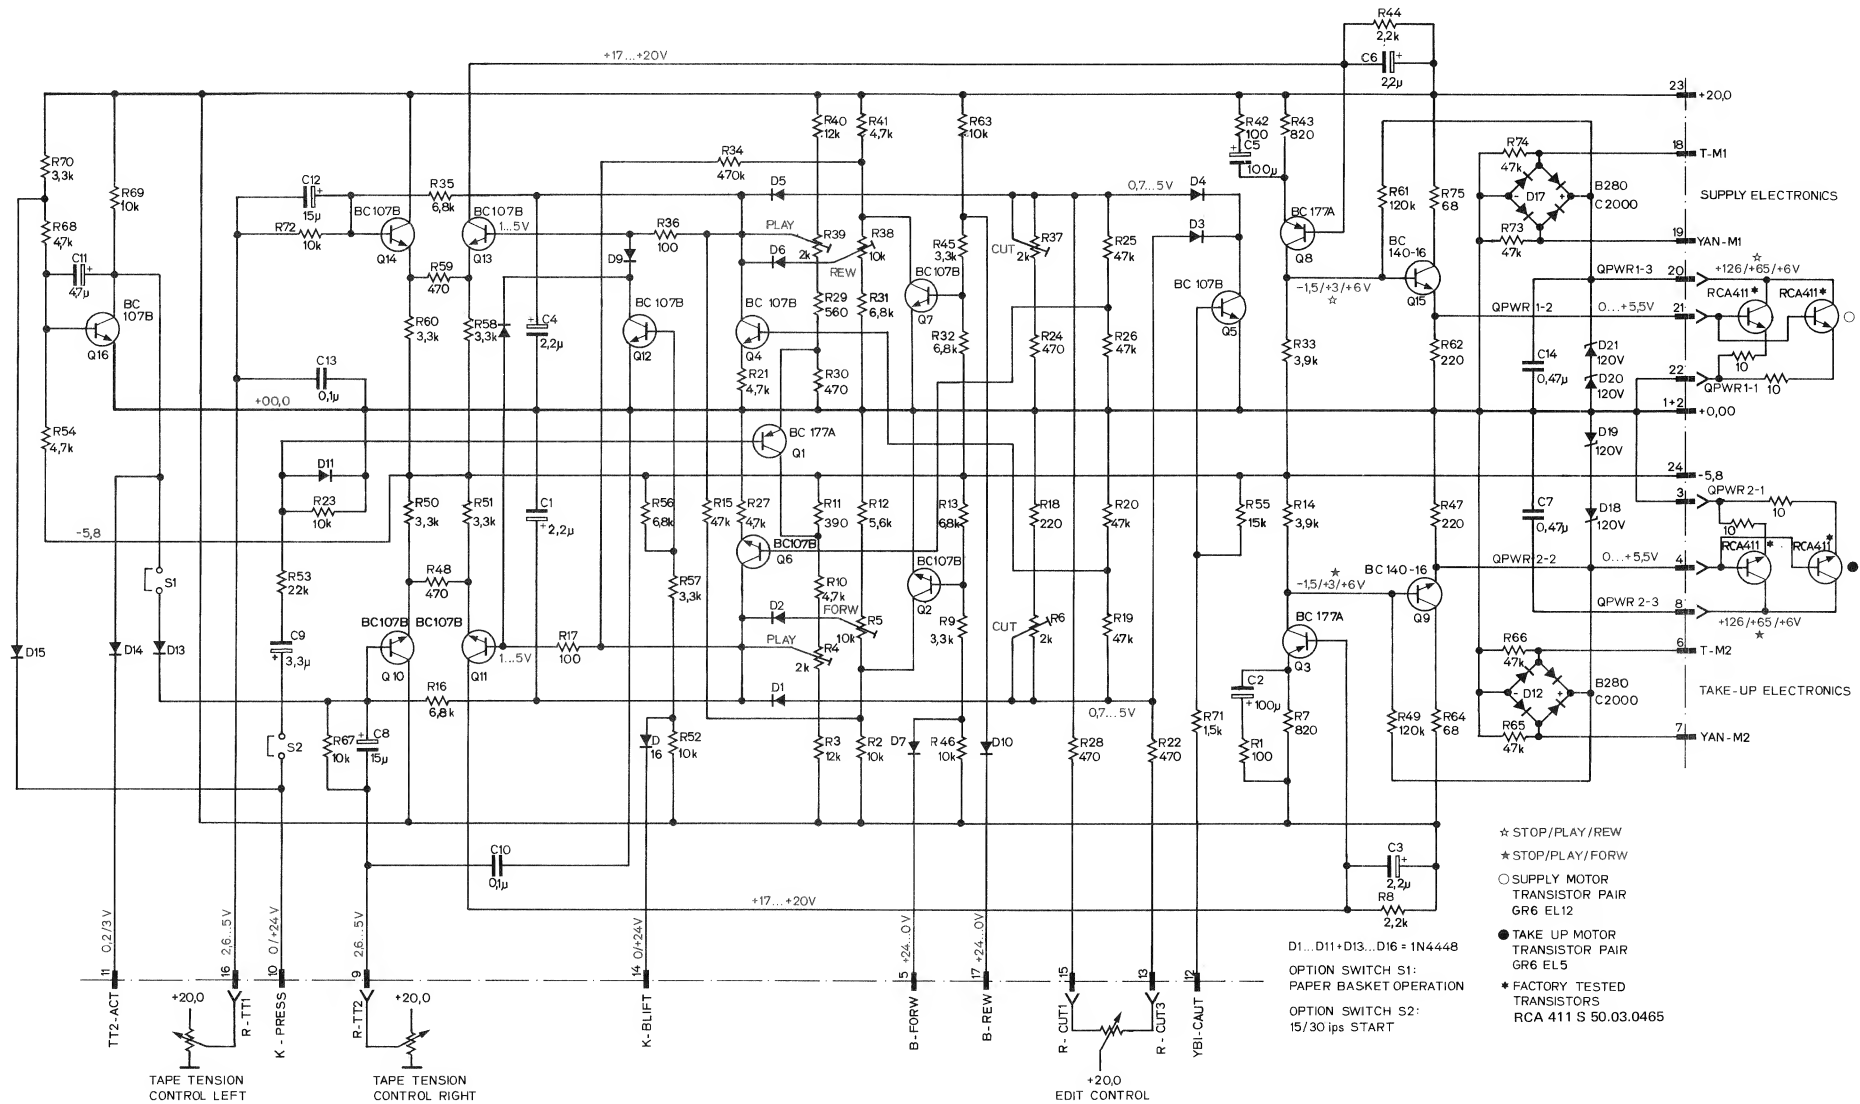 R44
2,2k
+17...+20V
C6
2,2µ
23
+20,0
R70
3,3k
R69
10k
C12
15µ
R35
6,8k
R34
470k
R40
12k
R41
4,7k
R63
10k
R42
100
C5
100µ
R43
820
R74
47k
18
T-M1
D5
0,7...5V
D4
R61
120k
R75
68
D17
B280
C2000
SUPPLY ELECTRONICS
R68
47k
R72
10k
BC107B
Q14
BC107B
1...5V
Q13
R36
100
PLAY
R39
2k
R38
10k
REW
R45
3,3k
CUT
R37
2k
R25
47k
D3
BC 177A
Q8
BC
140-16
Q15
R73
47k
19
YAN-M1
C11
47µ
R59
470
D9
D6
BC107B
Q7
BC 107B
Q5
-1,5/+3/+6V
QPWR1-3
20
+126/+65/+6V
BC
107B
Q16
R60
3,3k
R58
3,3k
C4
2,2µ
BC 107B
Q12
BC 107B
Q4
R29
560
R31
6,8k
R32
6,8k
R24
470
R26
47k
R33
3,9k
R62
220
QPWR 1-2
0...+5,5V
21
RCA411*
RCA411*
10
10
C14
0,47µ
D21
120V
D20
120V
22
QPWR1-1
C13
0,1µ
R21
4,7k
R30
470
+00,0
1+2
+0,00
R54
4,7k
BC 177A
Q1
D19
120V
D11
R23
10k
24
-5,8
-5,8
R50
3,3k
R51
3,3k
C1
2,2µ
R56
6,8k
R15
47k
R27
47k
R11
390
R12
5,6k
R13
6,8k
R18
220
R20
47k
R55
15k
R14
3,9k
R47
220
C7
0,47µ
D18
120V
3
QPWR 2-1
10
10
RCA411*
RCA411*
S1
R53
22k
R48
470
R57
3,3k
BC107B
Q6
R10
4,7k
BC107B
Q2
-1,5/+3/+6V
BC 140-16
Q9
QPWR 2-2
0...+5,5V
4
QPWR 2-3
8
+126/+65/+6V
D15
D14
D13
C9
3,3µ
BC107B
Q10
BC107B
Q11
1...5V
R17
100
D2
FORW
PLAY
R5
10k
R4
2k
R9
3,3k
CUT
R6
2k
R19
47k
BC 177A
Q3
R66
47k
6
T-M2
R16
6,8k
D1
0,7...5V
C2
100µ
R7
820
R1
100
R71
1,5k
R49
120k
R64
68
D12
B280
C2000
TAKE-UP ELECTRONICS
R65
47k
7
YAN-M2
S2
R67
10k
C8
15µ
D
16
R52
10k
R3
12k
R2
10k
D7
R46
10k
D10
R28
470
R22
470
C10
0,1µ
C3
2,2µ
R8
2,2k
+17...+20V
☆ STOP/PLAY/REW
★ STOP/PLAY/FORW
○ SUPPLY MOTOR
TRANSISTOR PAIR
GR6 EL12
● TAKE UP MOTOR
TRANSISTOR PAIR
GR6 EL5
* FACTORY TESTED
TRANSISTORS
RCA 411 S 50.03.0465
D1...D11+D13...D16 = 1N4448
OPTION SWITCH S1:
PAPER BASKET OPERATION
OPTION SWITCH S2:
15/30 ips START
0,2/3V
2,6...5V
0/+24V
2,6...5V
0/+24V
+24...0V
+24...0V
11
16
10
9
14
5
17
15
13
12
TT2-ACT
R-TT1
K-PRESS
R-TT2
K-BLIFT
B-FORW
B-REW
R-CUT1
R-CUT3
YBI-CAUT
+20,0
+20,0
+20,0
TAPE TENSION
CONTROL LEFT
TAPE TENSION
CONTROL RIGHT
EDIT CONTROL